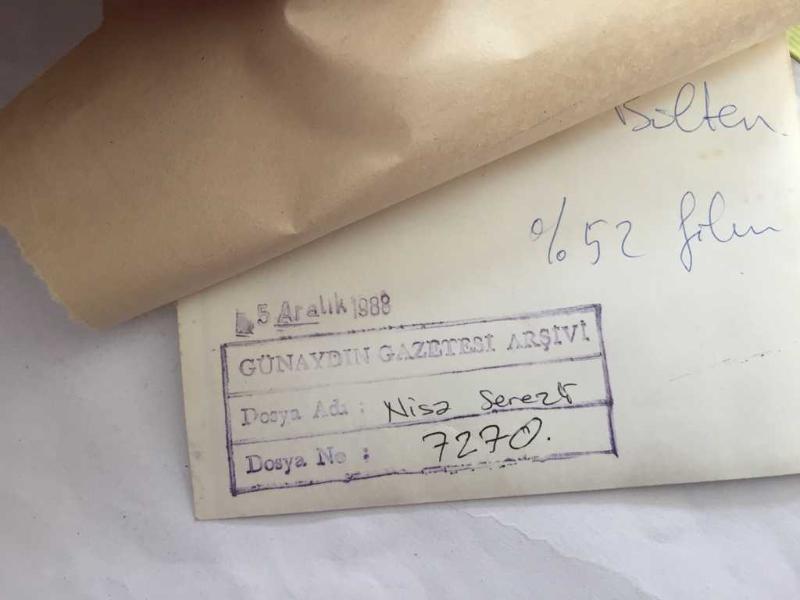 Bülten.
%52 film
5 Aralık 1988
GÜNAYDIN GAZETESİ ARŞİVİ
Dosya Adı : Nisa Serezli
Dosya No : 7270.